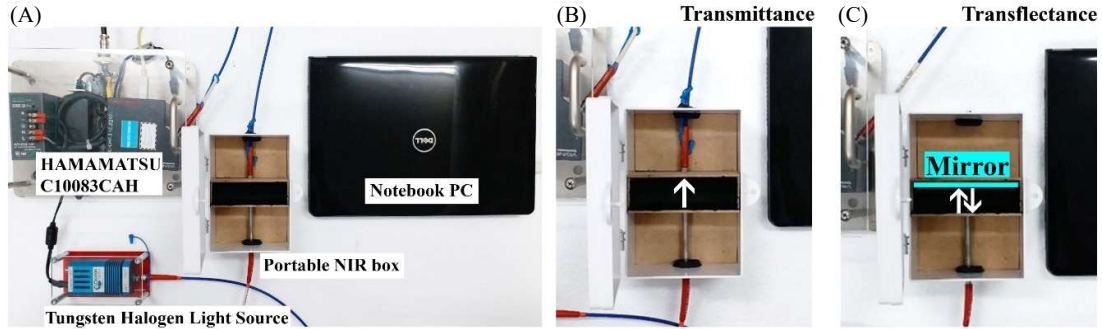 (A)
(B)
Transmittance
(C)
Transflectance
HAMAMATSU
C10083CAH
DELL
Notebook PC
Mirror
Portable NIR box
Tungsten Halogen Light Source